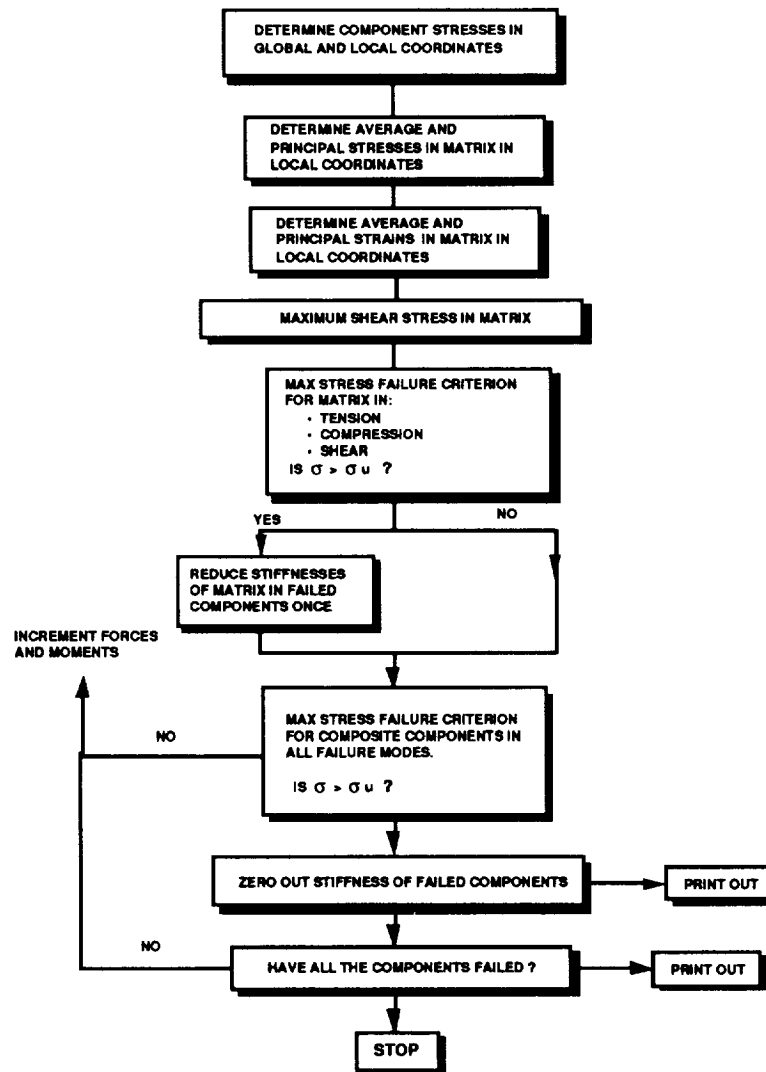 DETERMINE COMPONENT STRESSES IN
GLOBAL AND LOCAL COORDINATES
DETERMINE AVERAGE AND
PRINCIPAL STRESSES IN MATRIX IN
LOCAL COORDINATES
DETERMINE AVERAGE AND
PRINCIPAL STRAINS IN MATRIX IN
LOCAL COORDINATES
MAXIMUM SHEAR STRESS IN MATRIX
MAX STRESS FAILURE CRITERION
FOR MATRIX IN:
• TENSION
• COMPRESSION
• SHEAR
IS σ > σ u ?
YES
NO
REDUCE STIFFNESSES
OF MATRIX IN FAILED
COMPONENTS ONCE
INCREMENT FORCES
AND MOMENTS
MAX STRESS FAILURE CRITERION
FOR COMPOSITE COMPONENTS IN
ALL FAILURE MODES.
IS σ > σ u ?
NO
ZERO OUT STIFFNESS OF FAILED COMPONENTS
PRINT OUT
NO
HAVE ALL THE COMPONENTS FAILED ?
PRINT OUT
STOP